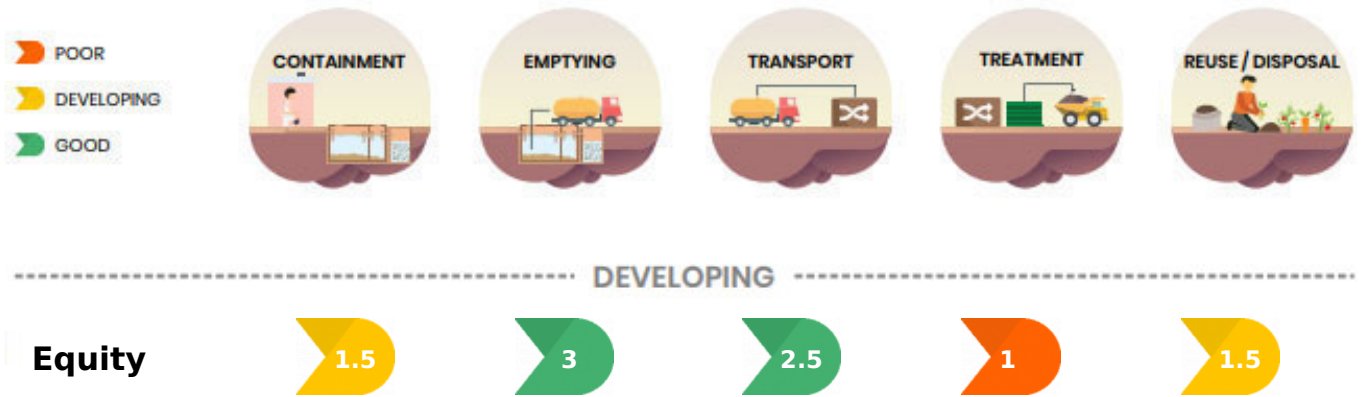 POOR
DEVELOPING
GOOD
CONTAINMENT
EMPTYING
TRANSPORT
TREATMENT
REUSE / DISPOSAL
DEVELOPING
Equity
1.5
3
2.5
1
1.5